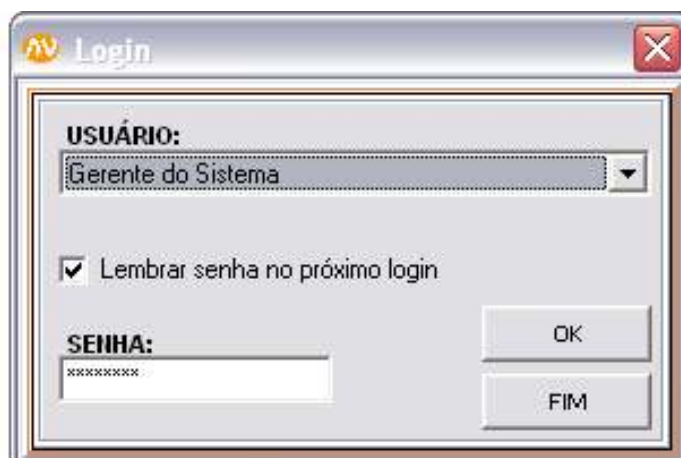 Login
USUÁRIO:
Gerente do Sistema
Lembrar senha no próximo login
SENHA:
********
OK
FIM